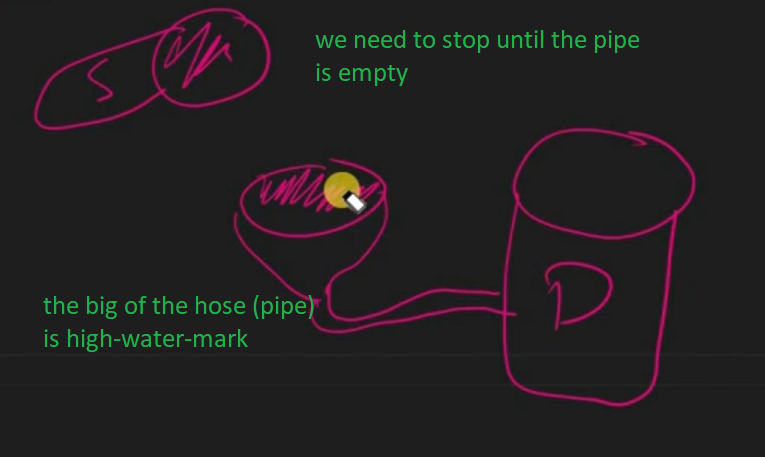 we need to stop until the pipe
is empty
S
the big of the hose (pipe)
is high-water-mark
D